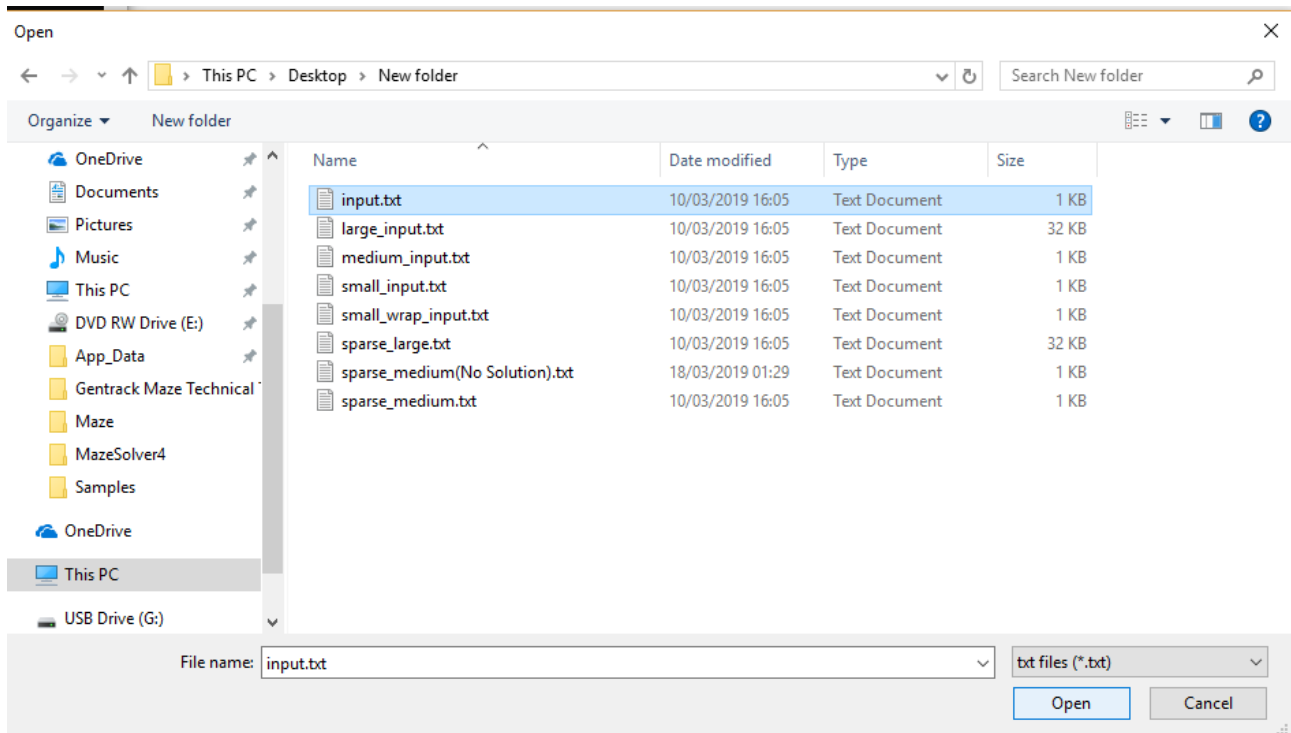 Open
This PC > Desktop > New folder
Search New folder
Organize
New folder
OneDrive
Documents
Pictures
Music
This PC
DVD RW Drive (E:)
App_Data
Gentrack Maze Technical
Maze
MazeSolver4
Samples
OneDrive
This PC
USB Drive (G:)
Name Date modified Type Size
input.txt 10/03/2019 16:05 Text Document 1 KB
large_input.txt 10/03/2019 16:05 Text Document 32 KB
medium_input.txt 10/03/2019 16:05 Text Document 1 KB
small_input.txt 10/03/2019 16:05 Text Document 1 KB
small_wrap_input.txt 10/03/2019 16:05 Text Document 1 KB
sparse_large.txt 10/03/2019 16:05 Text Document 32 KB
sparse_medium(No Solution).txt 18/03/2019 01:29 Text Document 1 KB
sparse_medium.txt 10/03/2019 16:05 Text Document 1 KB
File name: input.txt
txt files (*.txt)
Open
Cancel